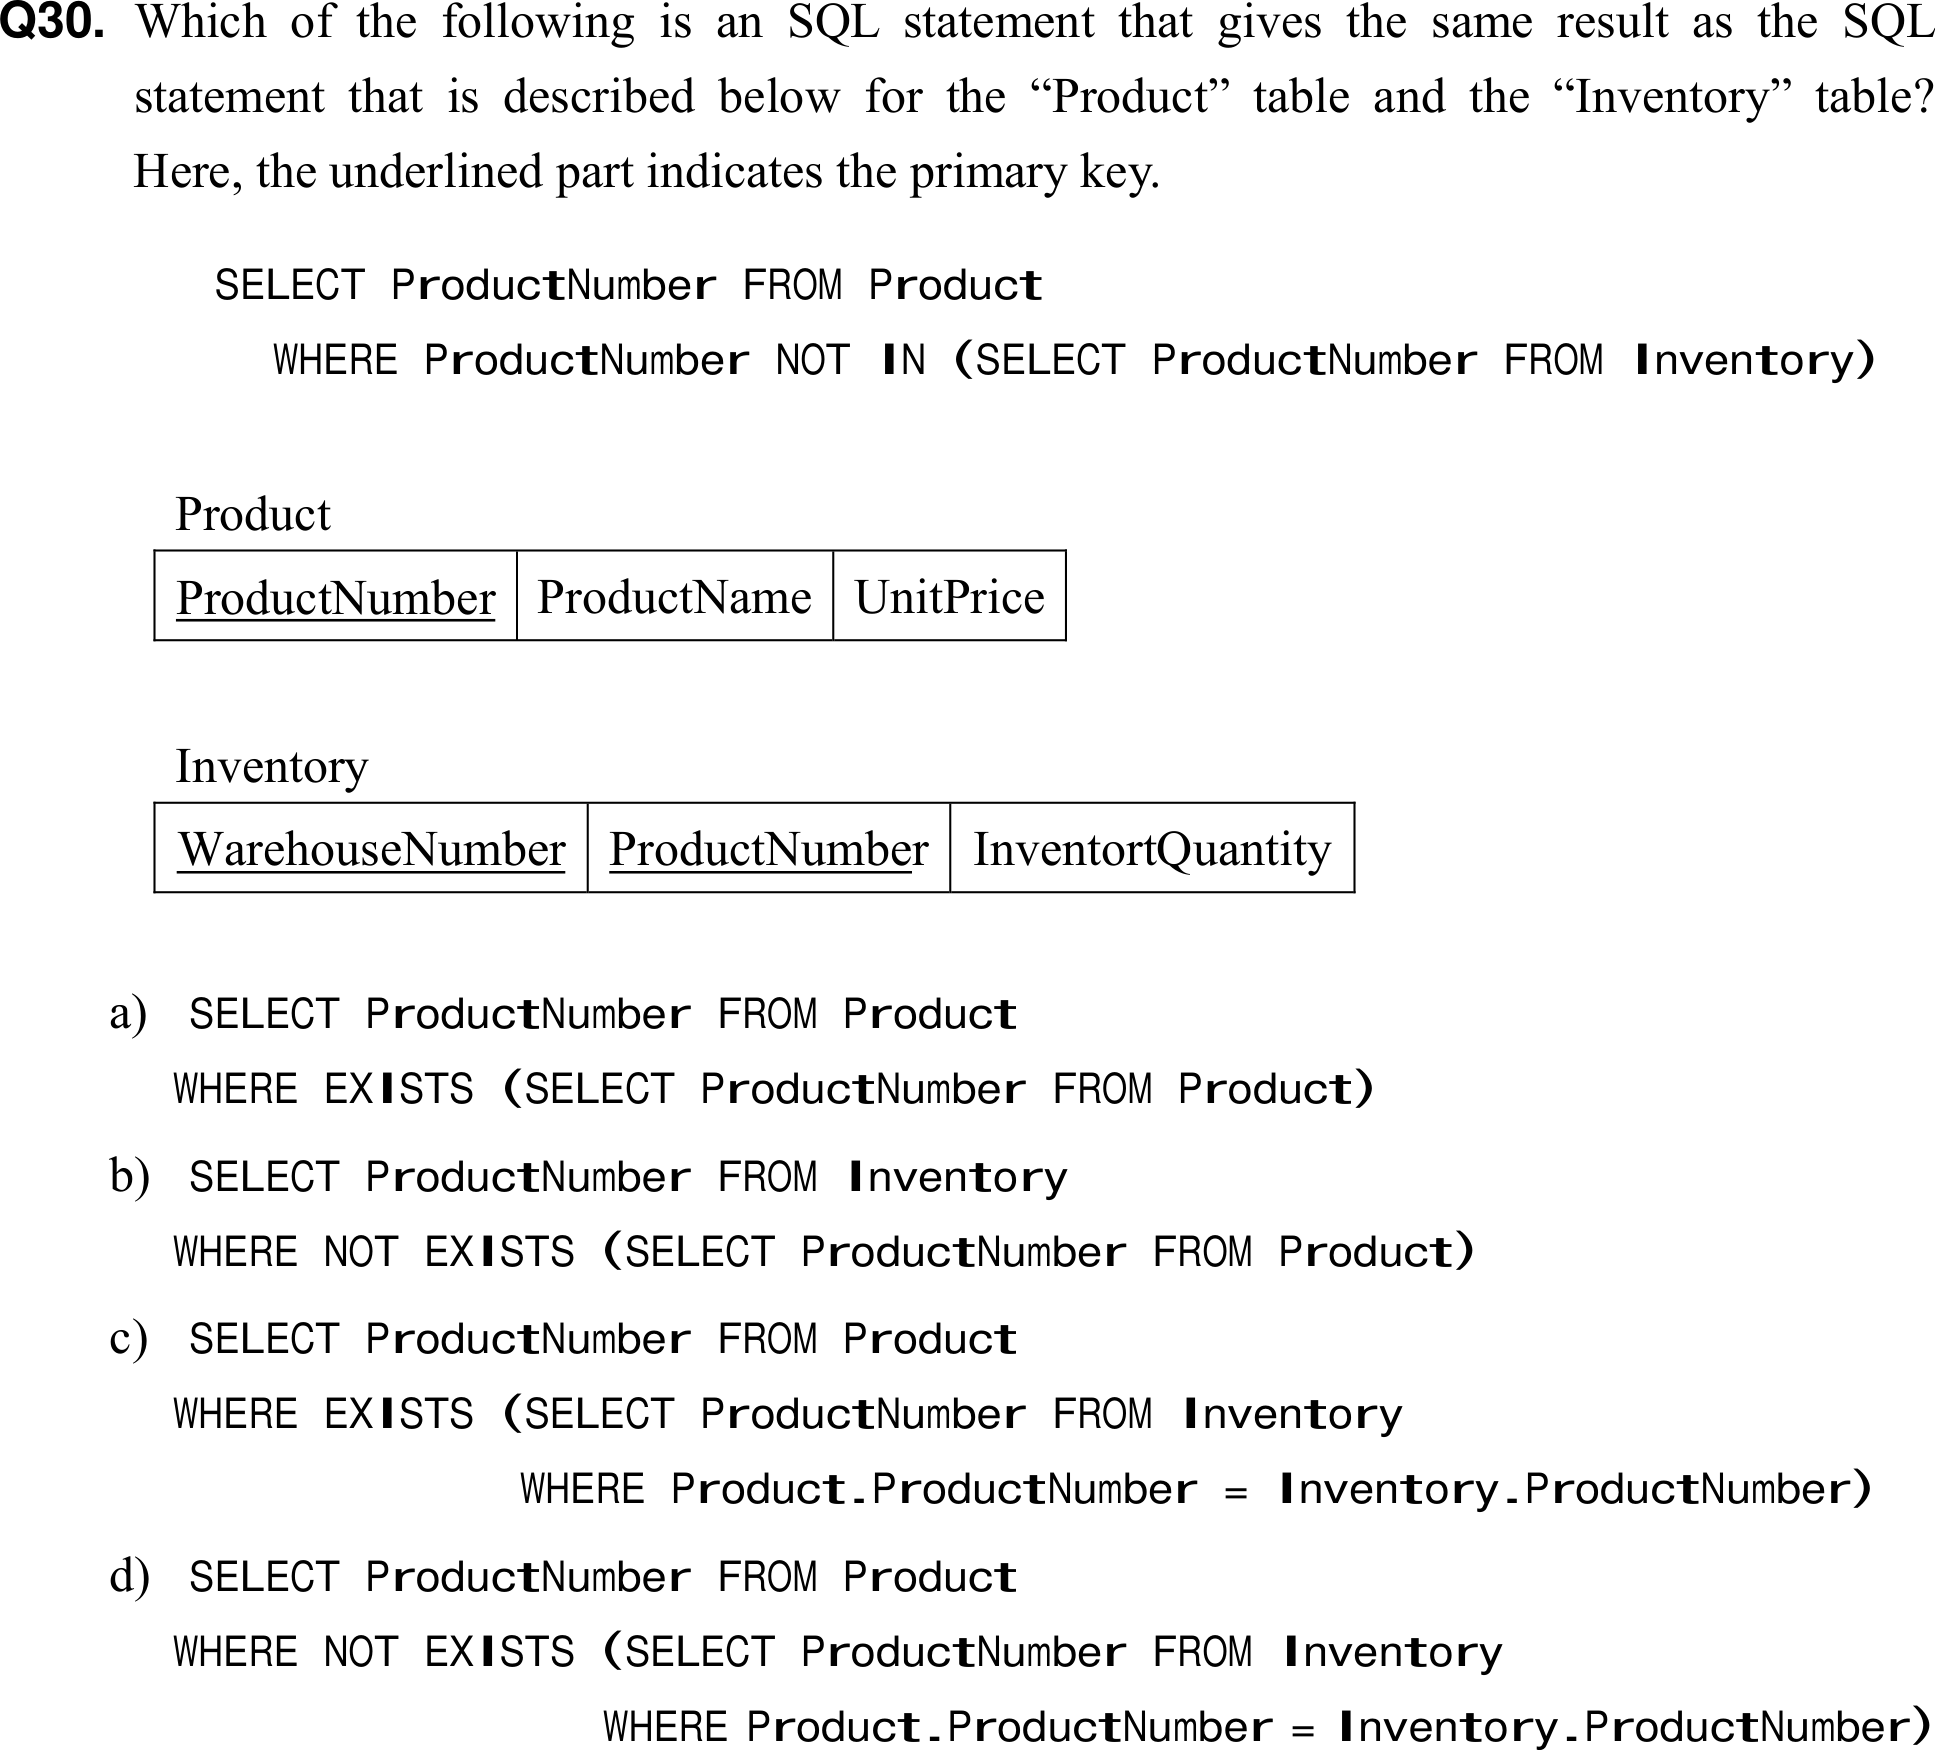 Q30. Which of the following is an SQL statement that gives the same result as the SQL
statement that is described below for the “Product” table and the “Inventory” table?
Here, the underlined part indicates the primary key.
SELECT ProductNumber FROM Product
WHERE ProductNumber NOT IN (SELECT ProductNumber FROM Inventory)
Product
ProductNumber ProductName UnitPrice
Inventory
WarehouseNumber ProductNumber InventortQuantity
a) SELECT ProductNumber FROM Product
WHERE EXISTS (SELECT ProductNumber FROM Product)
b) SELECT ProductNumber FROM Inventory
WHERE NOT EXISTS (SELECT ProductNumber FROM Product)
c) SELECT ProductNumber FROM Product
WHERE EXISTS (SELECT ProductNumber FROM Inventory
WHERE Product.ProductNumber = Inventory.ProductNumber)
d) SELECT ProductNumber FROM Product
WHERE NOT EXISTS (SELECT ProductNumber FROM Inventory
WHERE Product.ProductNumber = Inventory.ProductNumber)